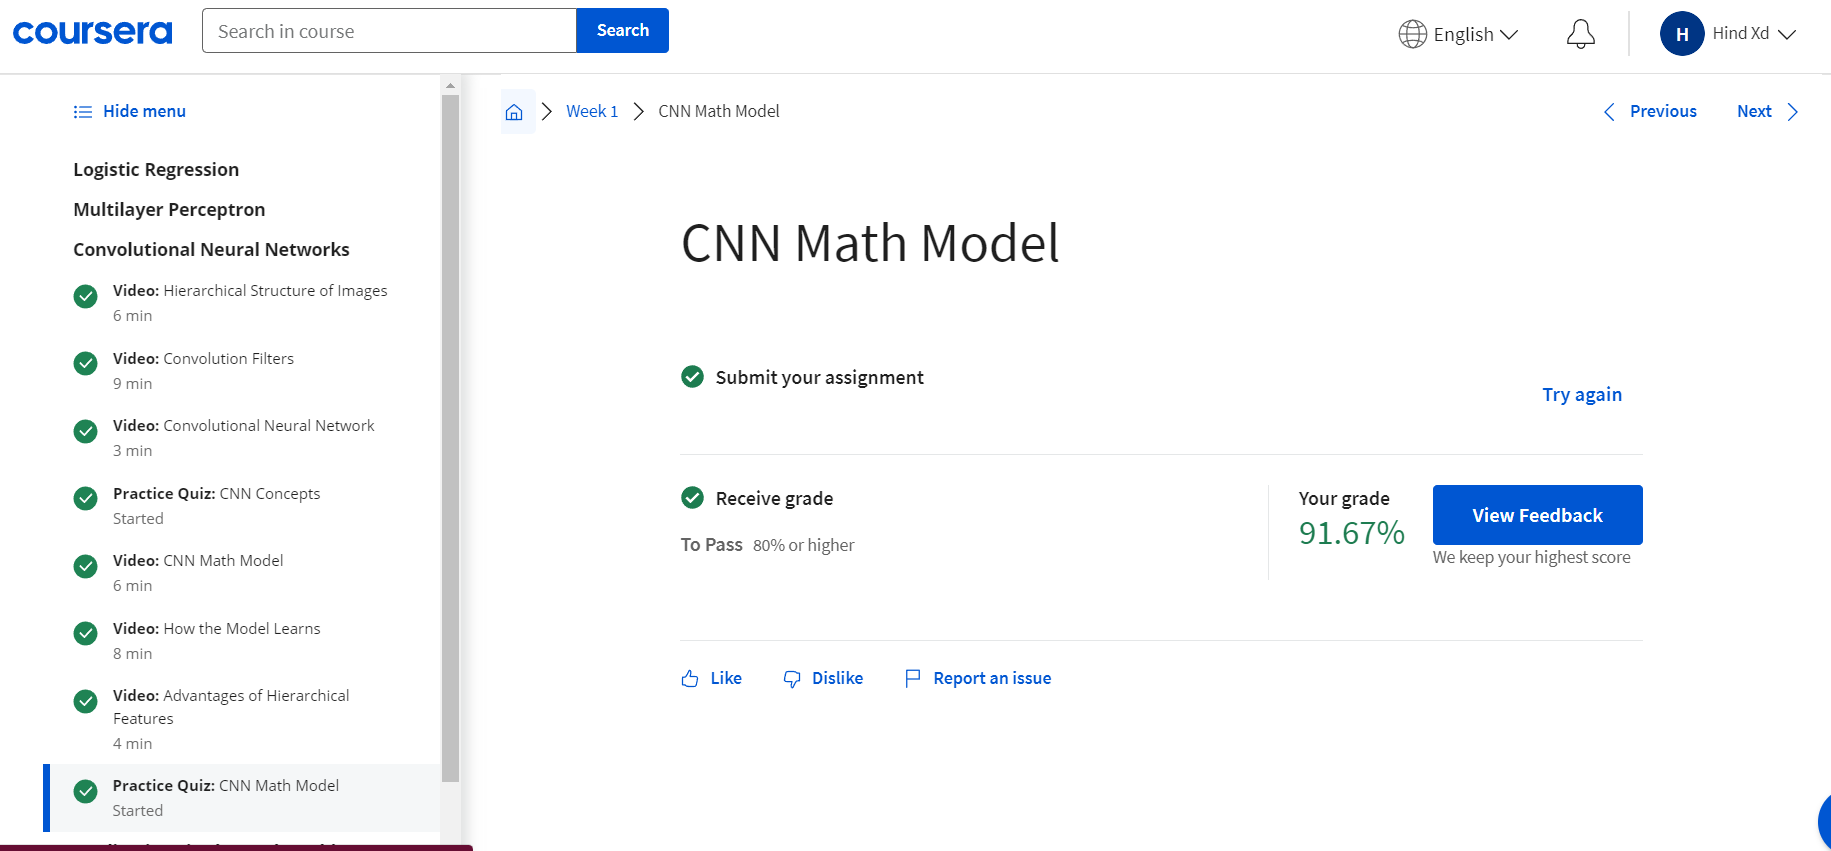 coursera
Search in course
Search
English
H
Hind Xd
Hide menu
Logistic Regression
Multilayer Perceptron
Convolutional Neural Networks
Video: Hierarchical Structure of Images
6 min
Video: Convolution Filters
9 min
Video: Convolutional Neural Network
3 min
Practice Quiz: CNN Concepts
Started
Video: CNN Math Model
6 min
Video: How the Model Learns
8 min
Video: Advantages of Hierarchical
Features
4 min
Practice Quiz: CNN Math Model
Started
Week 1
CNN Math Model
Previous
Next
CNN Math Model
Submit your assignment
Try again
Receive grade
To Pass 80% or higher
Your grade
91.67%
View Feedback
We keep your highest score
Like
Dislike
Report an issue